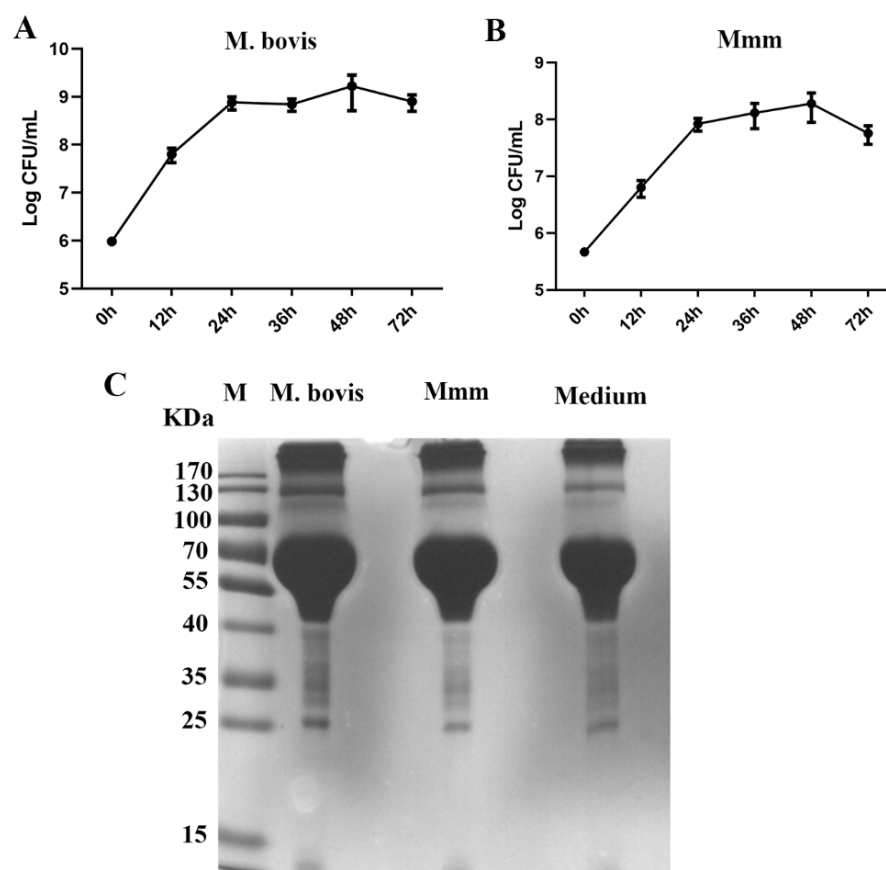 A
M. bovis
10
9
8
7
6
5
Log CFU/mL
0h
12h
24h
36h
48h
72h
B
Mmm
9
8
7
6
5
Log CFU/mL
0h
12h
24h
36h
48h
72h
C
M M. bovis Mmm Medium
KDa
170
130
100
70
55
40
35
25
15